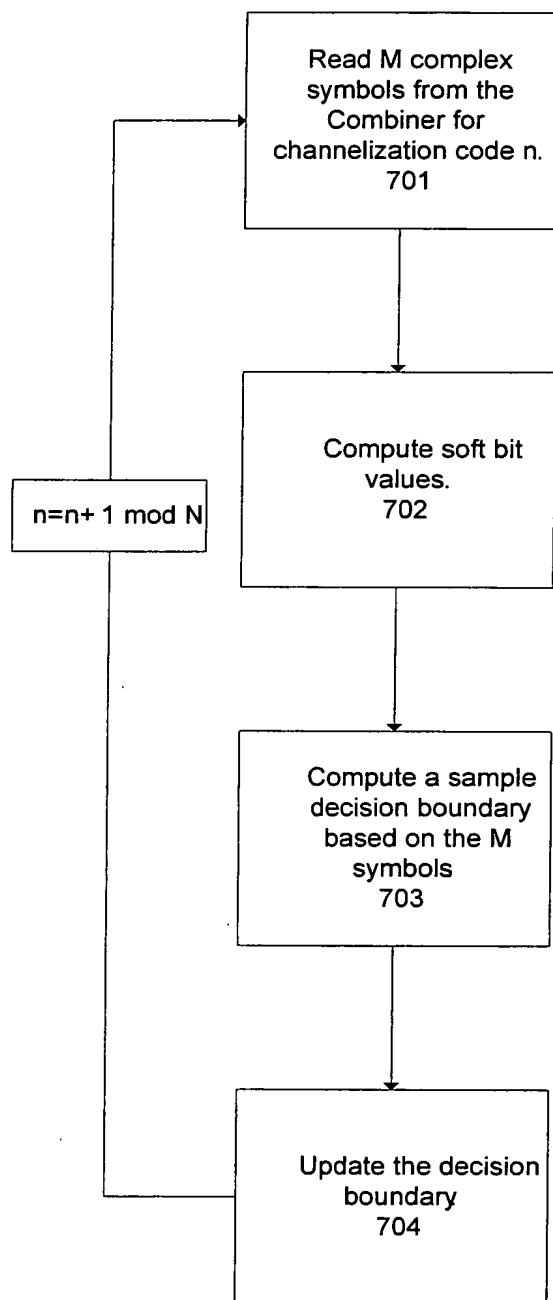 Read M complex
symbols from the
Combiner for
channelization code n.
701
Compute soft bit
values.
702
n=n+ 1 mod N
Compute a sample
decision boundary
based on the M
symbols
703
Update the decision
boundary
704